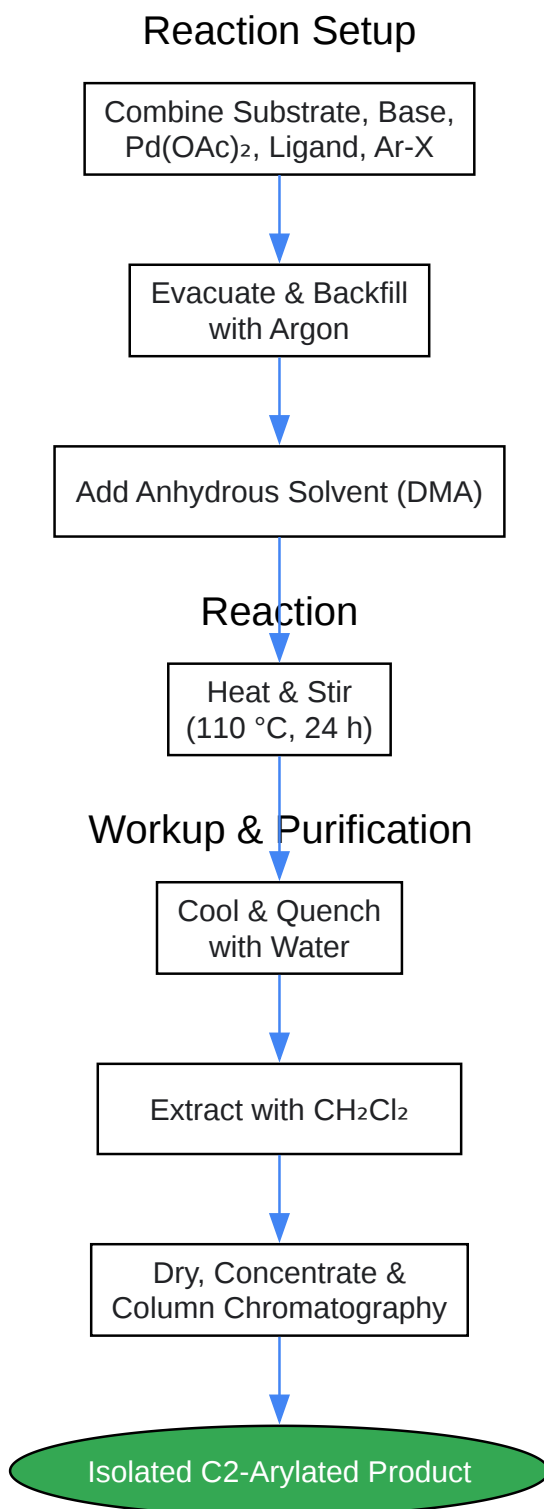 Reaction Setup
Combine Substrate, Base,
Pd(OAc)₂, Ligand, Ar-X
Evacuate & Backfill
with Argon
Add Anhydrous Solvent (DMA)
Reaction
Heat & Stir
(110 °C, 24 h)
Workup & Purification
Cool & Quench
with Water
Extract with CH₂Cl₂
Dry, Concentrate &
Column Chromatography
Isolated C2-Arylated Product